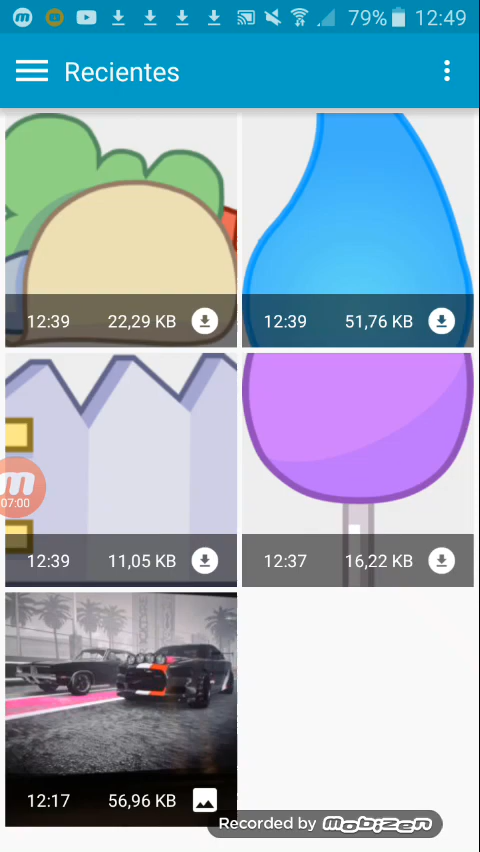 79% 12:49
Recientes
12:39 22,29 KB
12:39 51,76 KB
12:39 11,05 KB
12:37 16,22 KB
07:00
12:17 56,96 KB
Recorded by mobizen